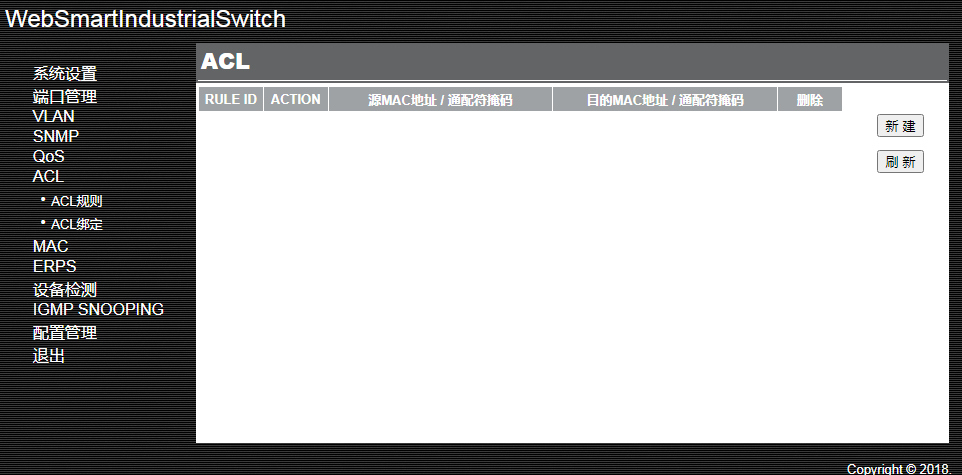 WebSmartIndustrialSwitch
系统设置
端口管理
VLAN
SNMP
QoS
ACL
• ACL规则
• ACL绑定
MAC
ERPS
设备检测
IGMP SNOOPING
配置管理
退出
ACL
RULE ID ACTION 源MAC地址 / 通配符掩码 目的MAC地址 / 通配符掩码 删除
新 建
刷 新
Copyright © 2018.